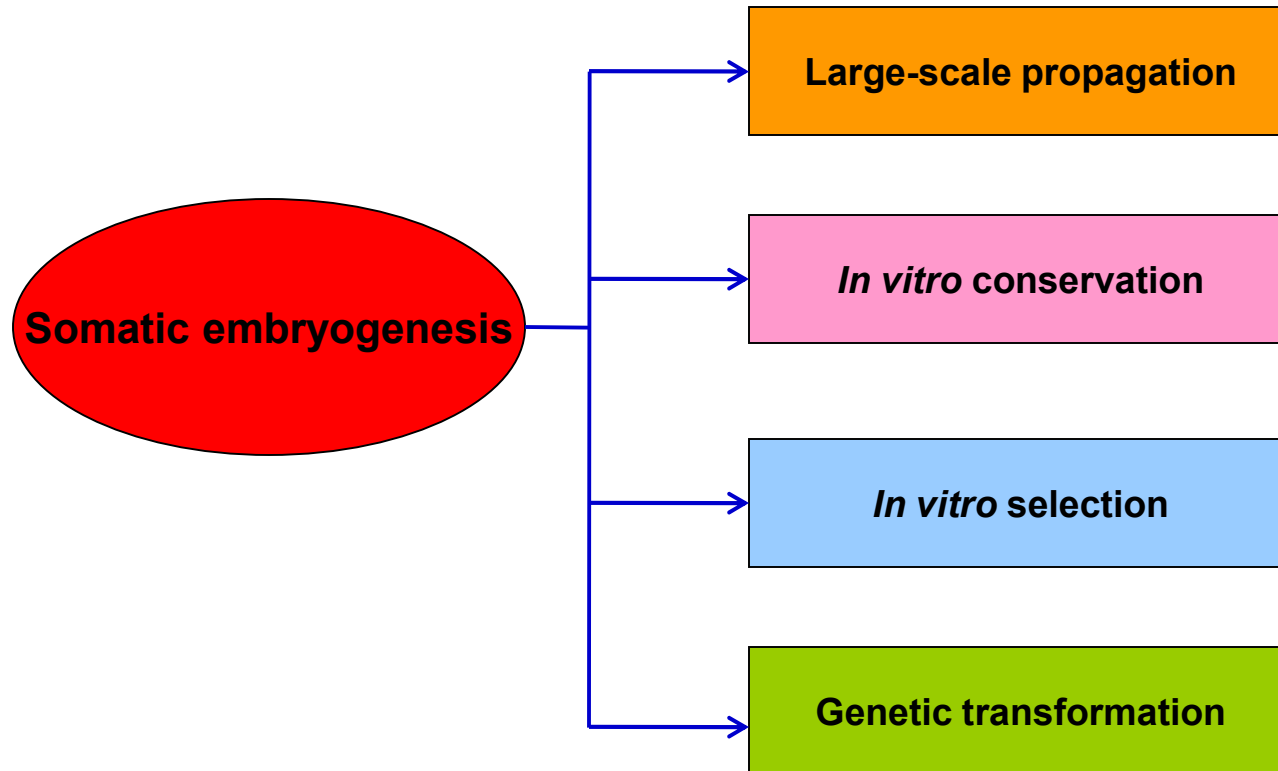 Large-scale propagation
In vitro conservation
Somatic embryogenesis
In vitro selection
Genetic transformation